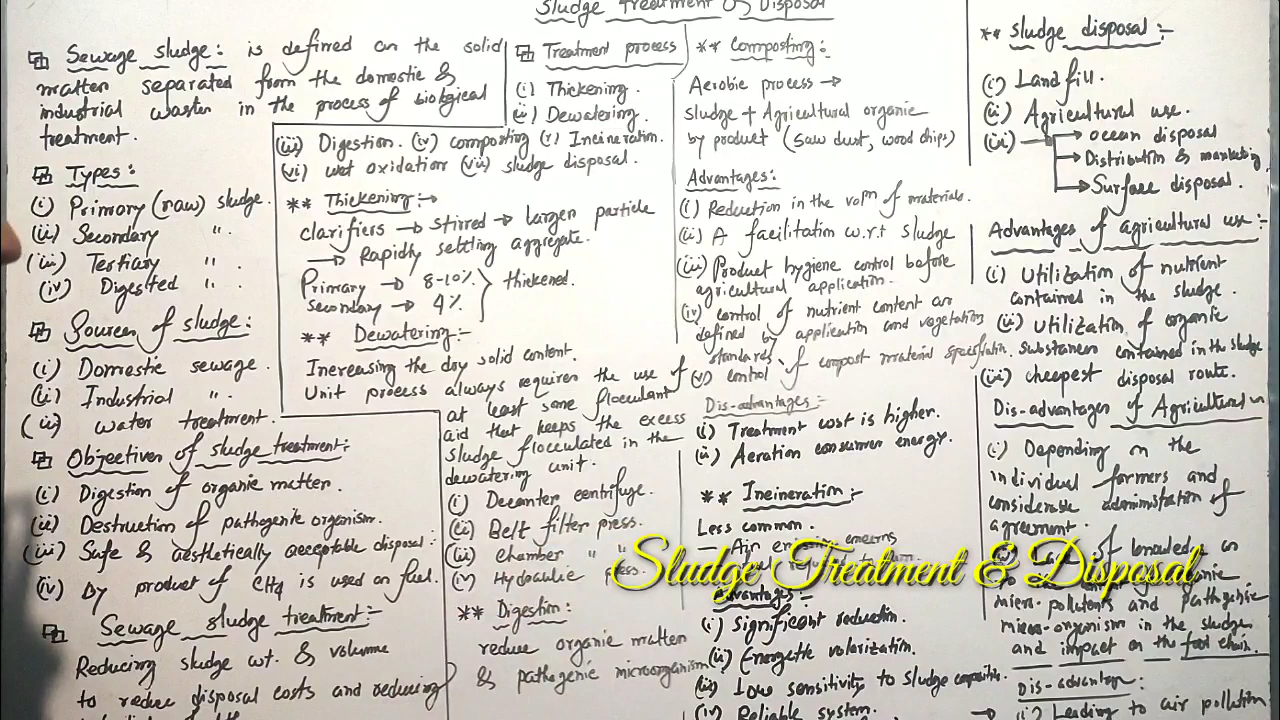 Sludge Treatment & Disposal
Sewage sludge: is defined as the solid
matter separated from the domestic &
industrial waster in the process of biological
treatment.
Types:
(i) Primary (raw) sludge.
(ii) Secondary ".
(iii) Tertiary ".
(iv) Digested ".
Sources of sludge:
(i) Domestic sewage.
(ii) Industrial ".
(ii) water treatment.
Objectives of sludge treatment:
(i) Digestion of organic matter.
(ii) Destruction of pathogenic organism.
(iii) Safe & aesthetically acceptable disposal:
(iv) By product of CH4 is used as fuel.
Sewage sludge treatment:-
Reducing sludge wt. & volume
to reduce disposal costs and reducing
Treatment process
(i) Thickening.
(ii) Dewatering.
(iii) Digestion. (iv) composting (v) Incineration.
(vi) wet oxidation (vii) sludge disposal.
** Thickening:→
clarifiers → stirred → larger particle
→ Rapidly settling aggregate.
Primary → 8-10%
secondary → 4%
} thickened.
** Dewatering:-
Increasing the dry solid content.
Unit process always requires the use of
at least some flocculant
aid that keeps the excess
sludge flocculated in the
dewatering unit.
(i) Decanter centrifuge.
(ii) Belt filter press.
(iii) chamber " "
(iv) Hydraulic press.
** Digestion:
reduce organic matter
& pathogenic microorganism
** Composting:
Aerobic process →
sludge + Agricultural organic
by product (saw dust, wood chips)
Advantages:
(i) Reduction in the volm of materials.
(ii) A facilitation w.r.t sludge
(iii) Product hygiene control before
agricultural application.
(iv) control of nutrient content as
defined by application and vegetation
standards
(v) control of compost material specification.
Dis-advantages:-
(i) Treatment cost is higher.
(ii) Aeration consumer energy.
** Incineration:-
Less common.
— Air
Advantages:-
(i) Significant reduction.
(ii) Energetic valorization.
(iii) Low sensitivity to sludge composition.
(iv) Reliable system.
** sludge disposal:-
(i) Land fill.
(ii) Agricultural use.
(iii) → ocean disposal
→ Distribution & marketing
→ Surface disposal.
Advantages of agricultural use:-
(i) Utilization of nutrient
contained in the sludge.
(ii) utilization of organic
substances contained in the sludge
(iii) cheapest disposal route.
Dis-advantages of Agricultural
(i) Depending on the
individual farmers and
considerable administration of
agreement.
of knowledge
micro-pollutants and pathogenic
micro-organism in the sludge
and impact on the food chain.
Dis-advantage:
→ (i) Leading to air pollution
Sludge Treatment & Disposal